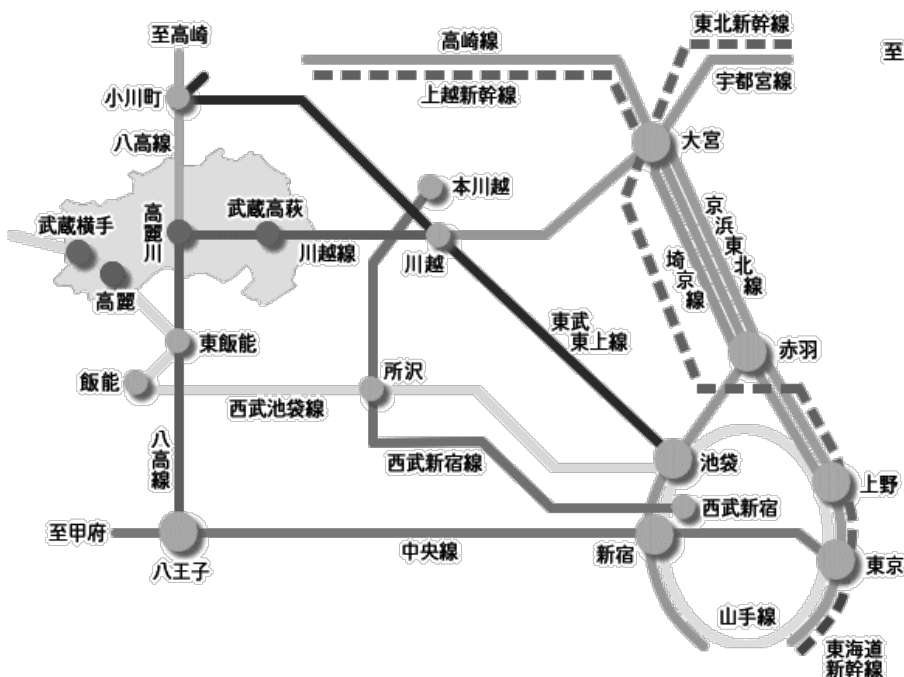 至高崎
高崎線
東北新幹線
至
宇都宮線
上越新幹線
小川町
八高線
大宮
本川越
武蔵横手
高麗川
武蔵高萩
川越線
川越
京浜東北線
埼京線
高麗
東飯能
東武
東上線
赤羽
飯能
所沢
西武池袋線
八高線
西武新宿線
池袋
上野
西武新宿
至甲府
中央線
新宿
東京
八王子
山手線
東海道
新幹線